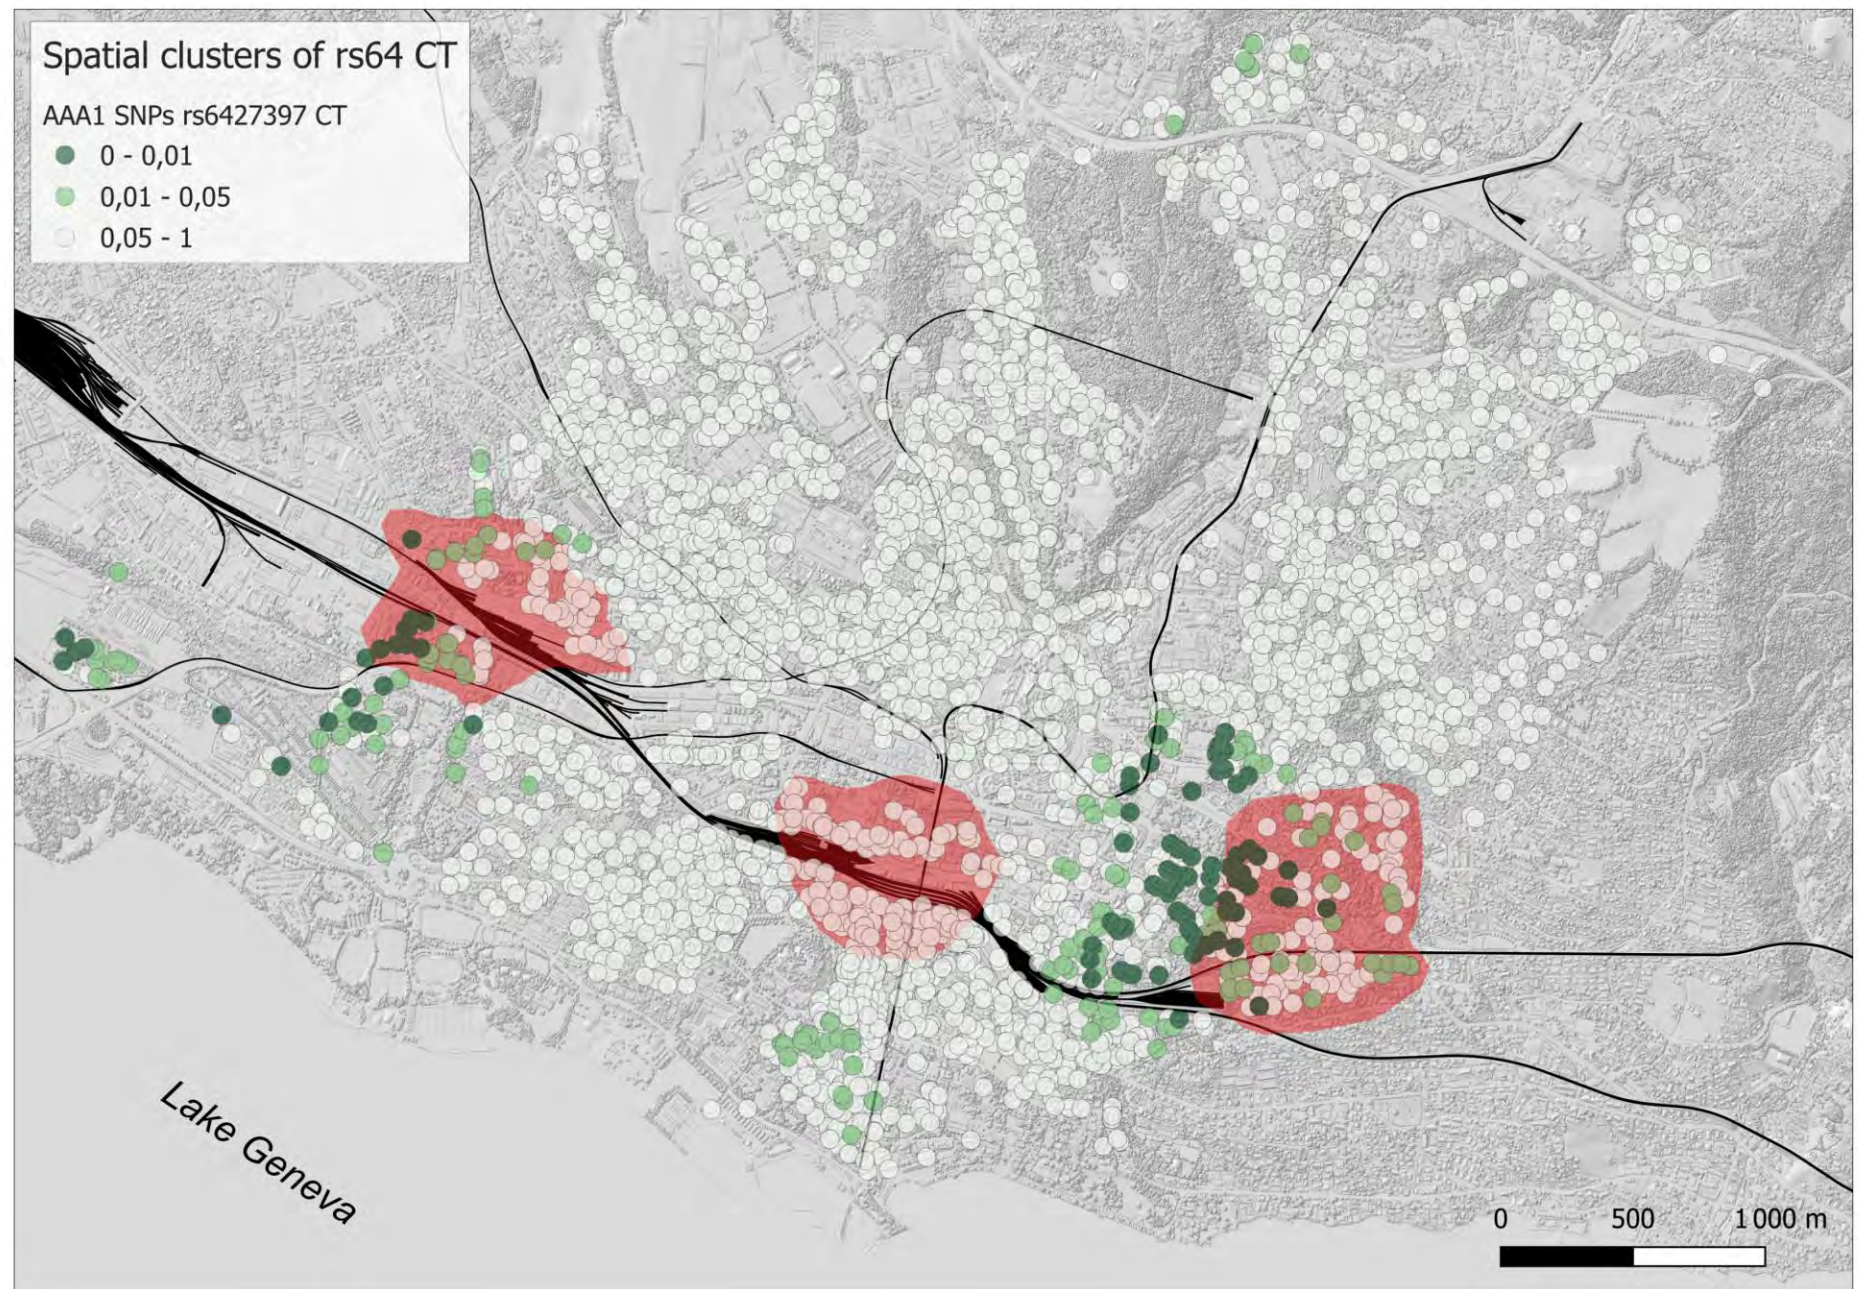 Spatial clusters of rs64 CT
AAA1 SNPs rs6427397 CT
0 - 0,01
0,01 - 0,05
0,05 - 1
Lake Geneva
0 500 1 000 m